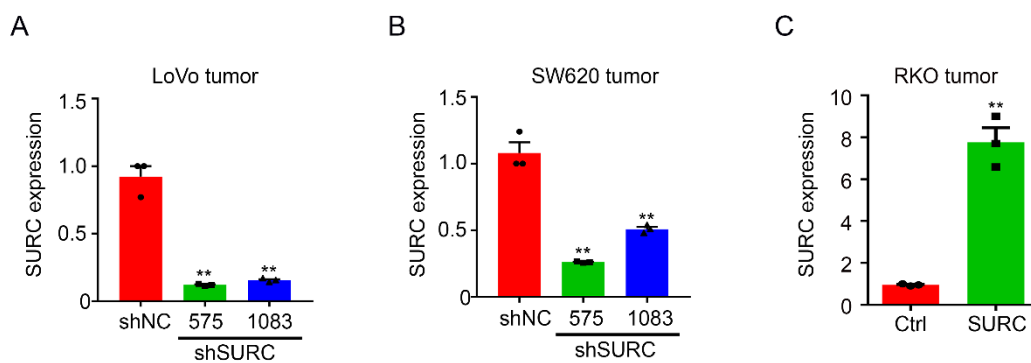 A
LoVo tumor
SURC expression
1.5
1.0
0.5
0
**
**
shNC
575
1083
shSURC
B
SW620 tumor
SURC expression
1.5
1.0
0.5
0
**
**
shNC
575
1083
shSURC
C
RKO tumor
SURC expression
10
8
6
4
2
0
**
Ctrl
SURC